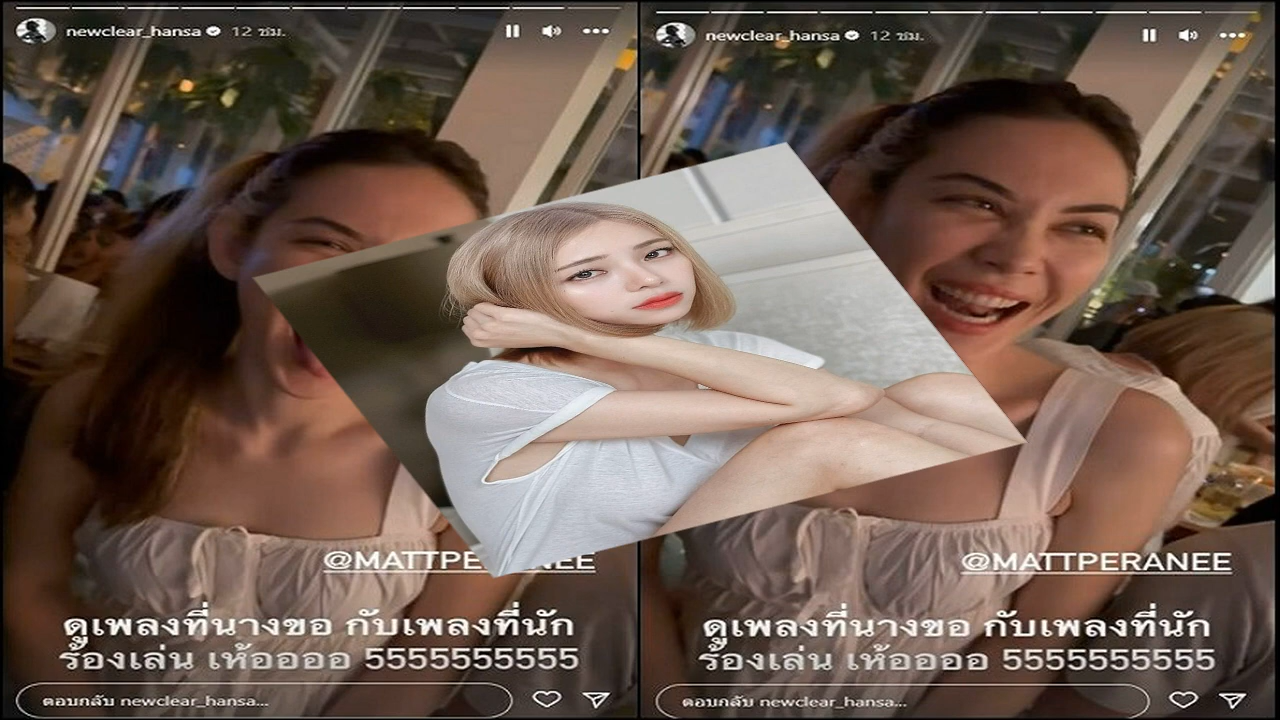 newclear_hansa 12 ชม.
@MATTPE NEE
ดูเพลงที่นางขอ กับเพลงที่นัก
ร้องเล่น เห้ออออ 5555555555
ตอบกลับ newclear_hansa...
newclear_hansa 12 ชม.
@MATTPERANEE
ดูเพลงที่นางขอ กับเพลงที่นัก
ร้องเล่น เห้ออออ 5555555555
ตอบกลับ newclear_hansa...